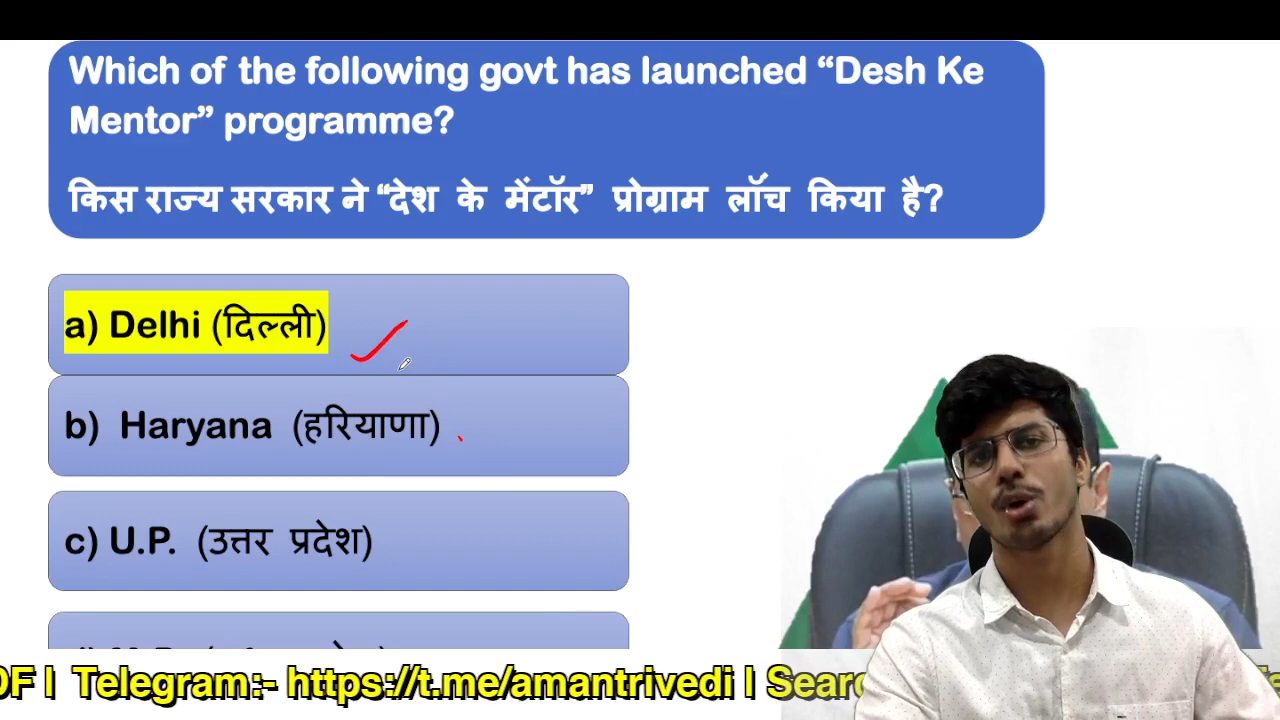 Which of the following govt has launched “Desh Ke
Mentor” programme?
किस राज्य सरकार ने “देश के मेंटॉर” प्रोग्राम लॉंच किया है?
a) Delhi (दिल्ली)
b) Haryana (हरियाणा)
c) U.P. (उत्तर प्रदेश)
DF I Telegram:- https://t.me/amantrivedi I Searc